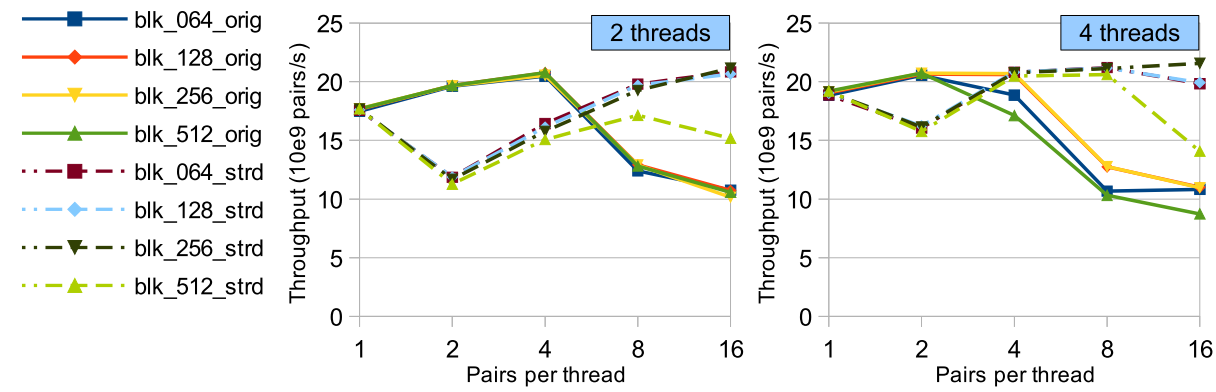 blk_064_orig
blk_128_orig
blk_256_orig
blk_512_orig
blk_064_strd
blk_128_strd
blk_256_strd
blk_512_strd
2 threads
Throughput (10e9 pairs/s)
25
20
15
10
5
0
1 2 4 8 16
Pairs per thread
4 threads
Throughput (10e9 pairs/s)
25
20
15
10
5
0
1 2 4 8 16
Pairs per thread